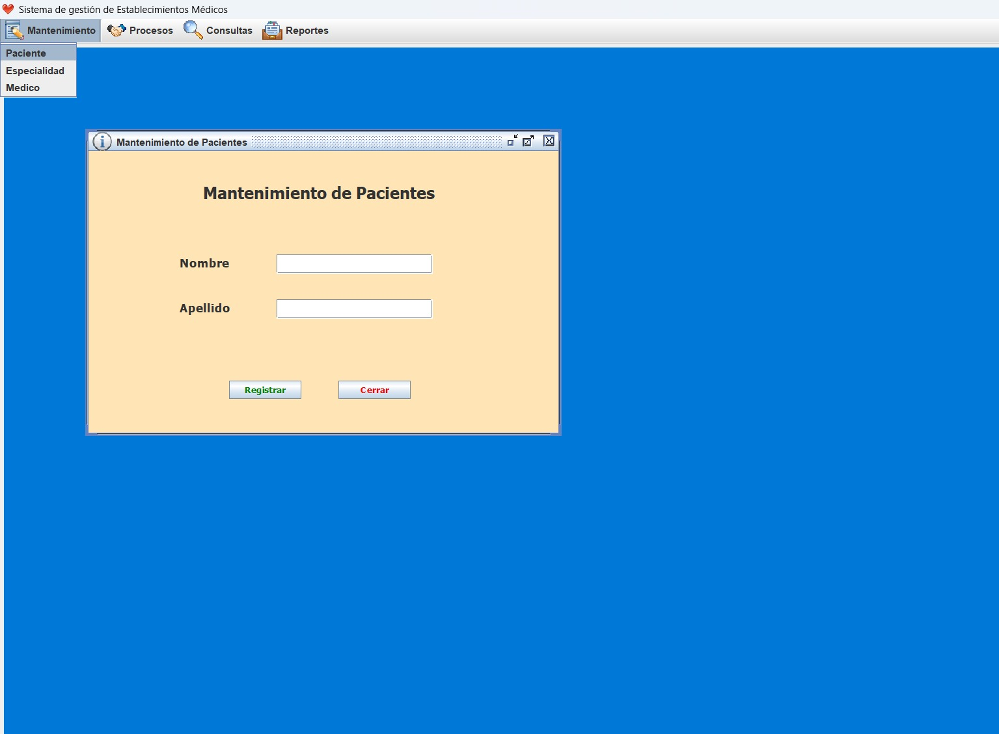 Sistema de gestión de Establecimientos Médicos
Mantenimiento Procesos Consultas Reportes
Paciente
Especialidad
Medico
Mantenimiento de Pacientes
Mantenimiento de Pacientes
Nombre
Apellido
Registrar Cerrar